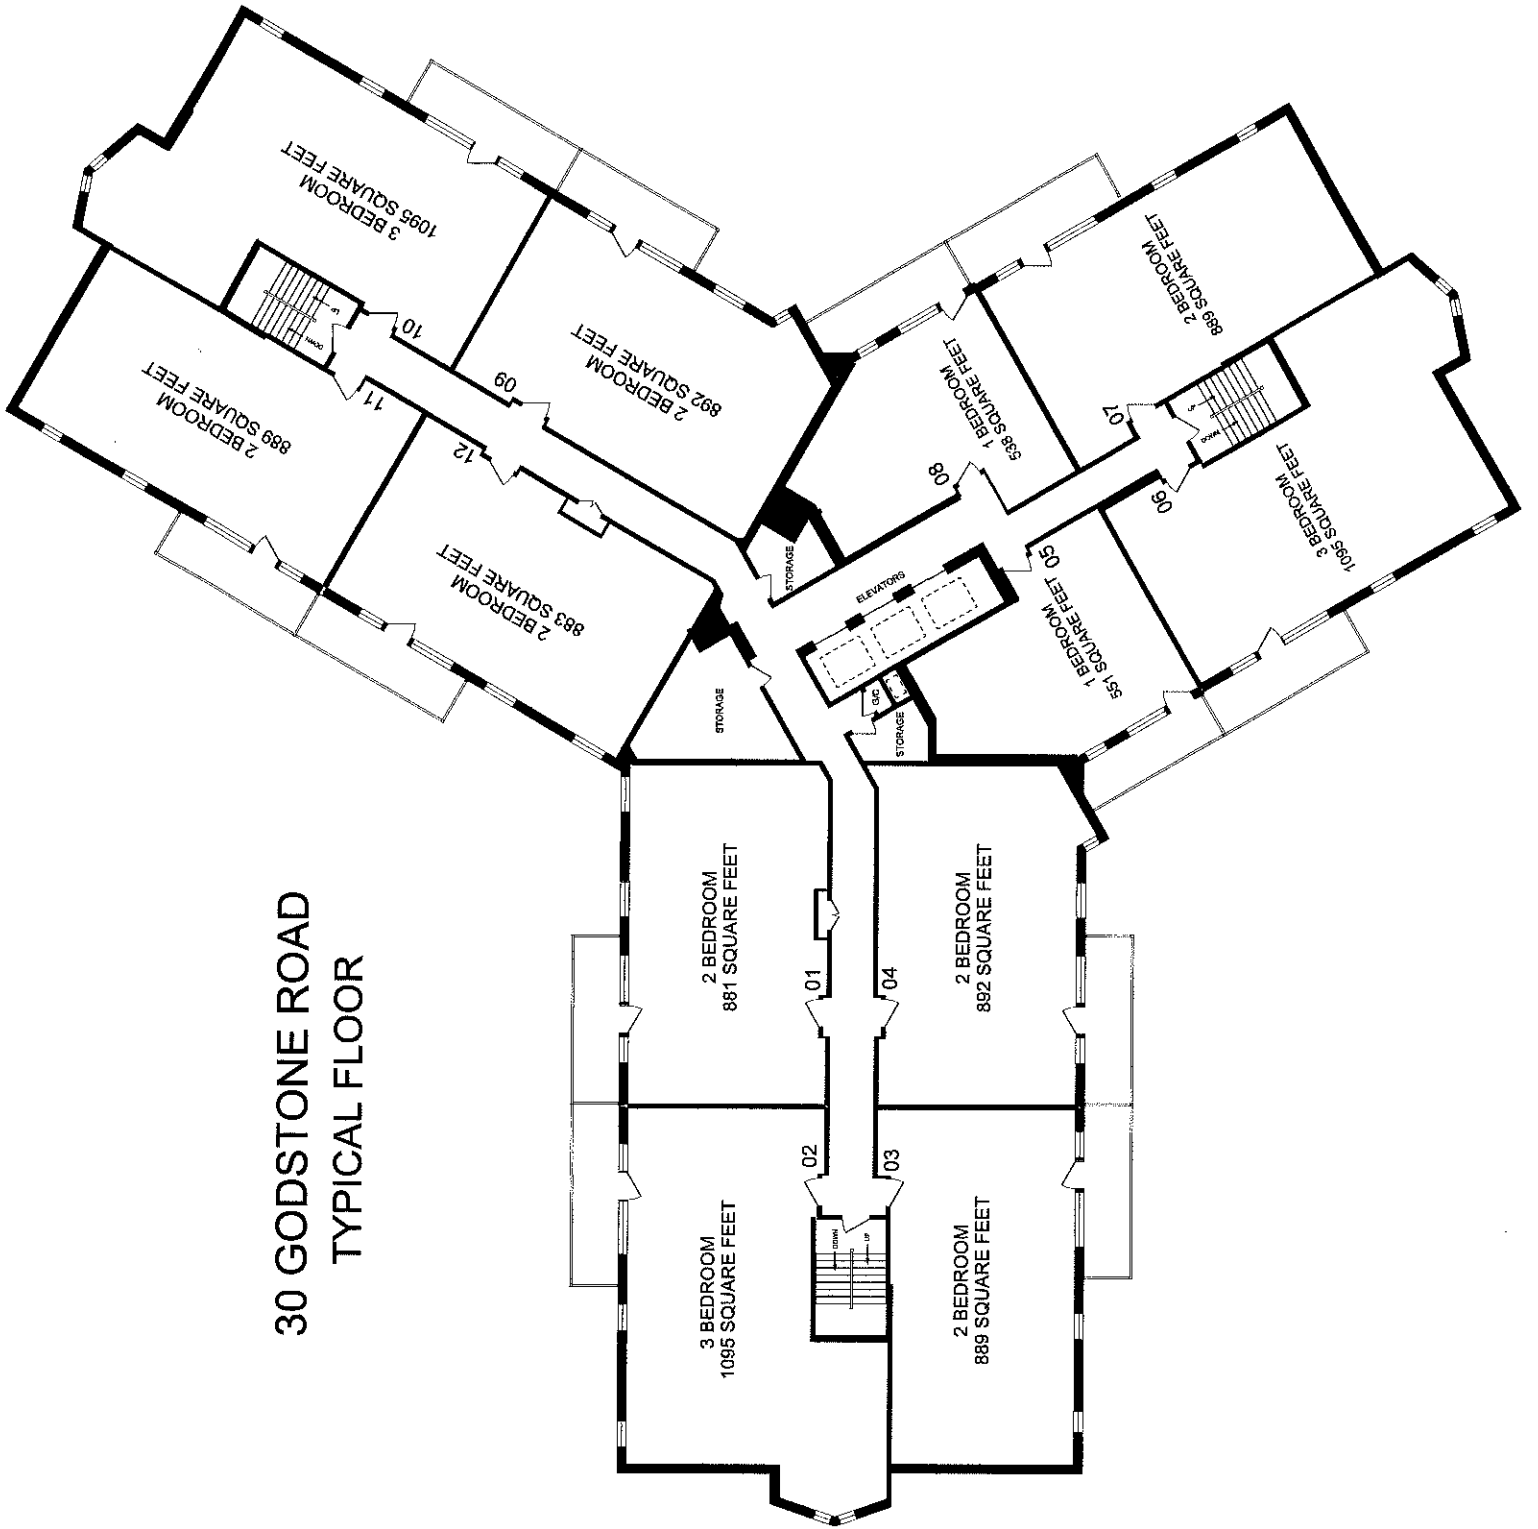 30 GODSTONE ROAD
TYPICAL FLOOR
3 BEDROOM
1095 SQUARE FEET
10
UP
DOWN
2 BEDROOM
889 SQUARE FEET
11
2 BEDROOM
892 SQUARE FEET
09
2 BEDROOM
883 SQUARE FEET
12
STORAGE
STORAGE
ELEVATORS
G/C
STORAGE
1 BEDROOM
538 SQUARE FEET
08
2 BEDROOM
889 SQUARE FEET
07
UP
DOWN
3 BEDROOM
1095 SQUARE FEET
06
1 BEDROOM
551 SQUARE FEET
05
2 BEDROOM
881 SQUARE FEET
01
2 BEDROOM
892 SQUARE FEET
04
3 BEDROOM
1095 SQUARE FEET
02
2 BEDROOM
889 SQUARE FEET
03
DOWN
UP